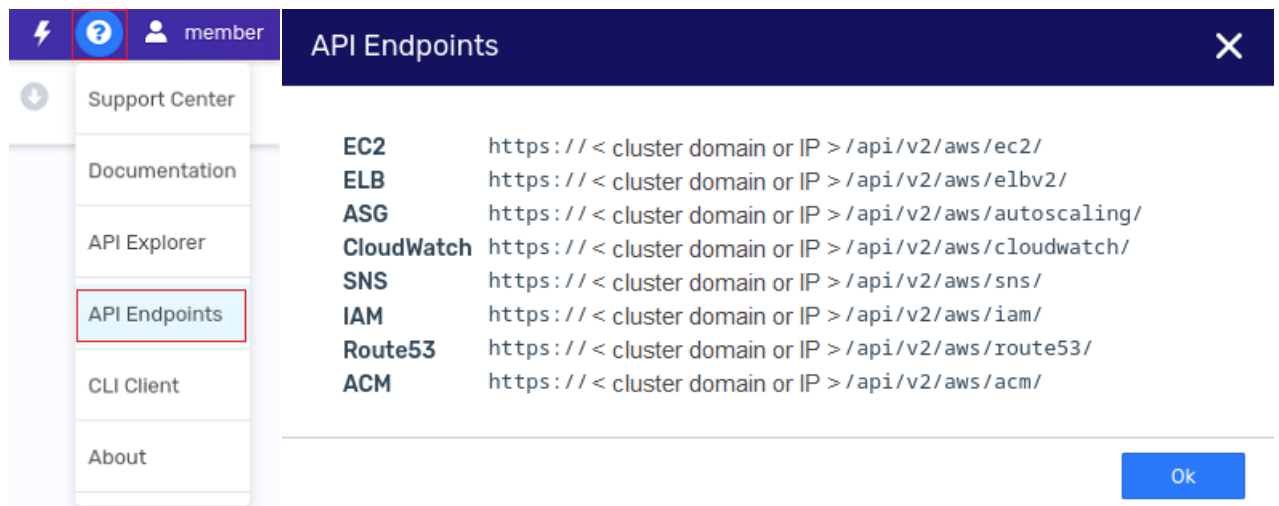 member
Support Center
Documentation
API Explorer
API Endpoints
CLI Client
About
API Endpoints
EC2 https://< cluster domain or IP >/api/v2/aws/ec2/
ELB https://< cluster domain or IP >/api/v2/aws/elbv2/
ASG https://< cluster domain or IP >/api/v2/aws/autoscaling/
CloudWatch https://< cluster domain or IP >/api/v2/aws/cloudwatch/
SNS https://< cluster domain or IP >/api/v2/aws/sns/
IAM https://< cluster domain or IP >/api/v2/aws/iam/
Route53 https://< cluster domain or IP >/api/v2/aws/route53/
ACM https://< cluster domain or IP >/api/v2/aws/acm/
Ok